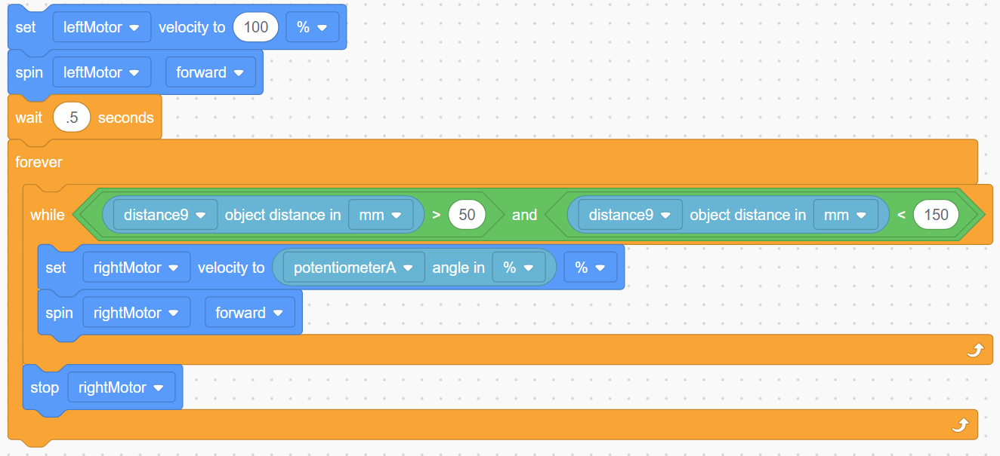 set leftMotor velocity to 100 %
spin leftMotor forward
wait .5 seconds
forever
while distance9 object distance in mm > 50 and distance9 object distance in mm < 150
set rightMotor velocity to potentiometerA angle in % %
spin rightMotor forward
stop rightMotor